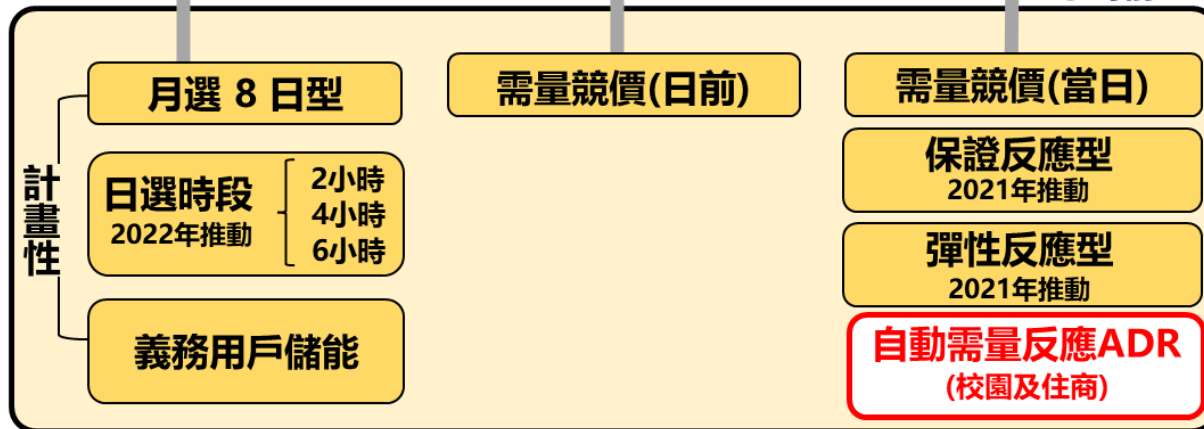 計畫性
月選 8 日型
日選時段
2022年推動
2小時
4小時
6小時
義務用戶儲能
需量競價(日前)
需量競價(當日)
保證反應型
2021年推動
彈性反應型
2021年推動
自動需量反應ADR
(校園及住商)